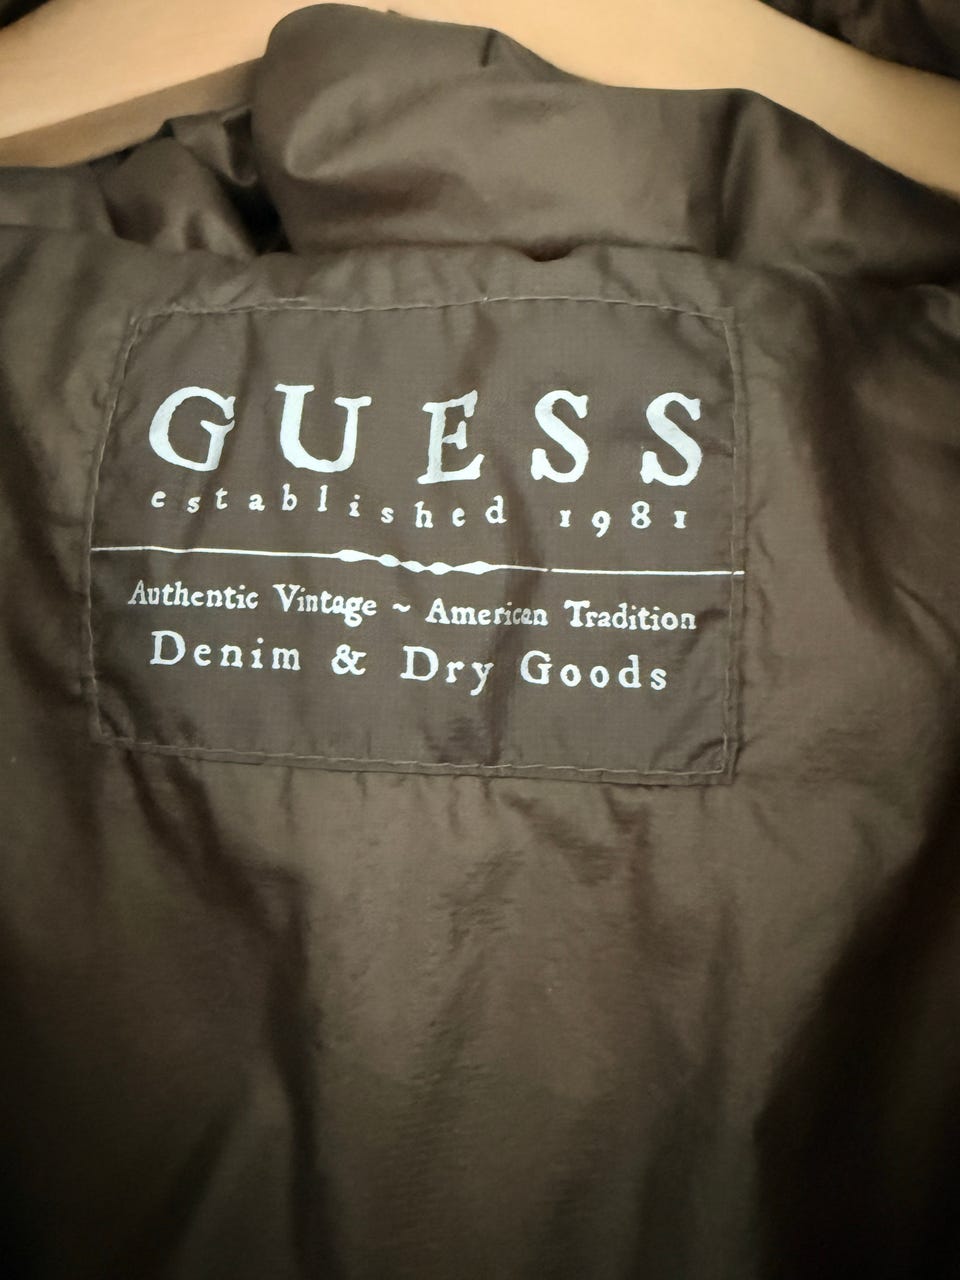 GUESS
established 1981
Authentic Vintage ~ American Tradition
Denim & Dry Goods